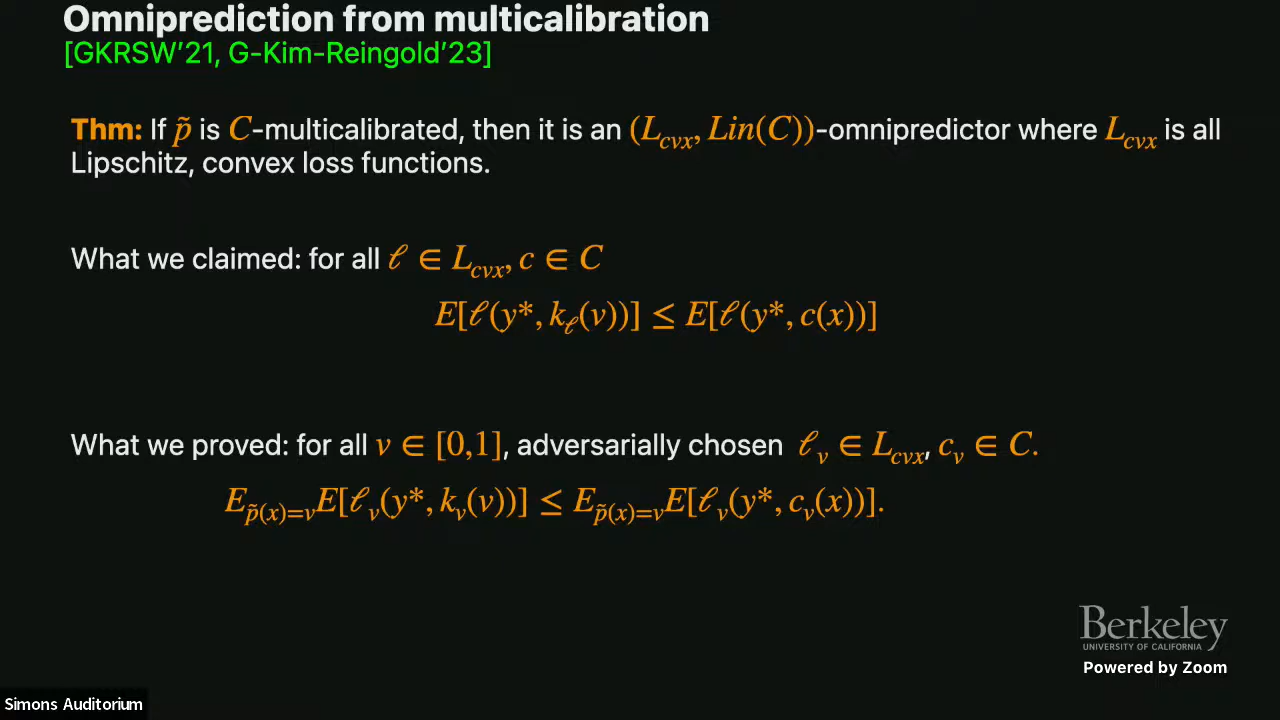 Omniprediction from multicalibration
[GKRSW’21, G-Kim-Reingold’23]
Thm: If p̃ is C-multicalibrated, then it is an (L_cvx, Lin(C))-omnipredictor where L_cvx is all
Lipschitz, convex loss functions.
What we claimed: for all ℓ ∈ L_cvx, c ∈ C
E[ℓ(y*, k_ℓ(v))] ≤ E[ℓ(y*, c(x))]
What we proved: for all v ∈ [0,1], adversarially chosen ℓ_v ∈ L_cvx, c_v ∈ C.
E_{p̃(x)=v}E[ℓ_v(y*, k_v(v))] ≤ E_{p̃(x)=v}E[ℓ_v(y*, c_v(x))].
Berkeley
UNIVERSITY OF CALIFORNIA
Powered by Zoom
Simons Auditorium